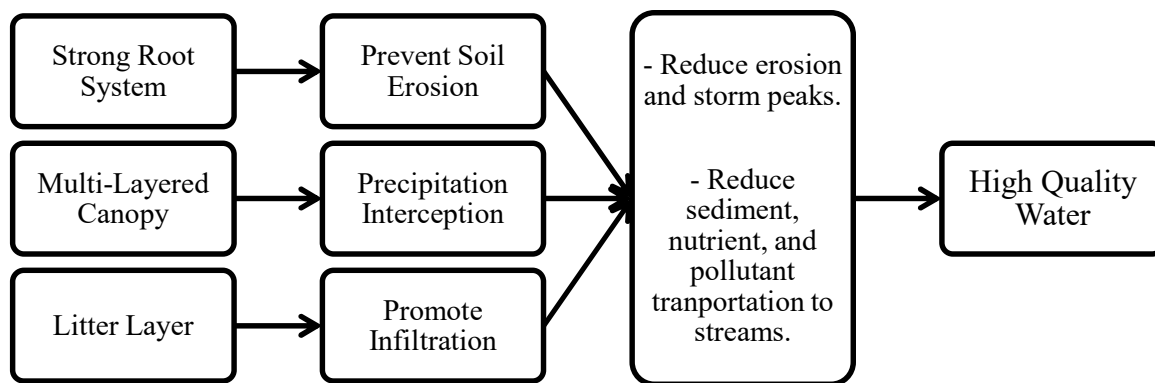 Strong Root
System
Prevent Soil
Erosion
Multi-Layered
Canopy
Precipitation
Interception
Litter Layer
Promote
Infiltration
- Reduce erosion
and storm peaks.
- Reduce
sediment,
nutrient, and
pollutant
tranportation to
streams.
High Quality
Water